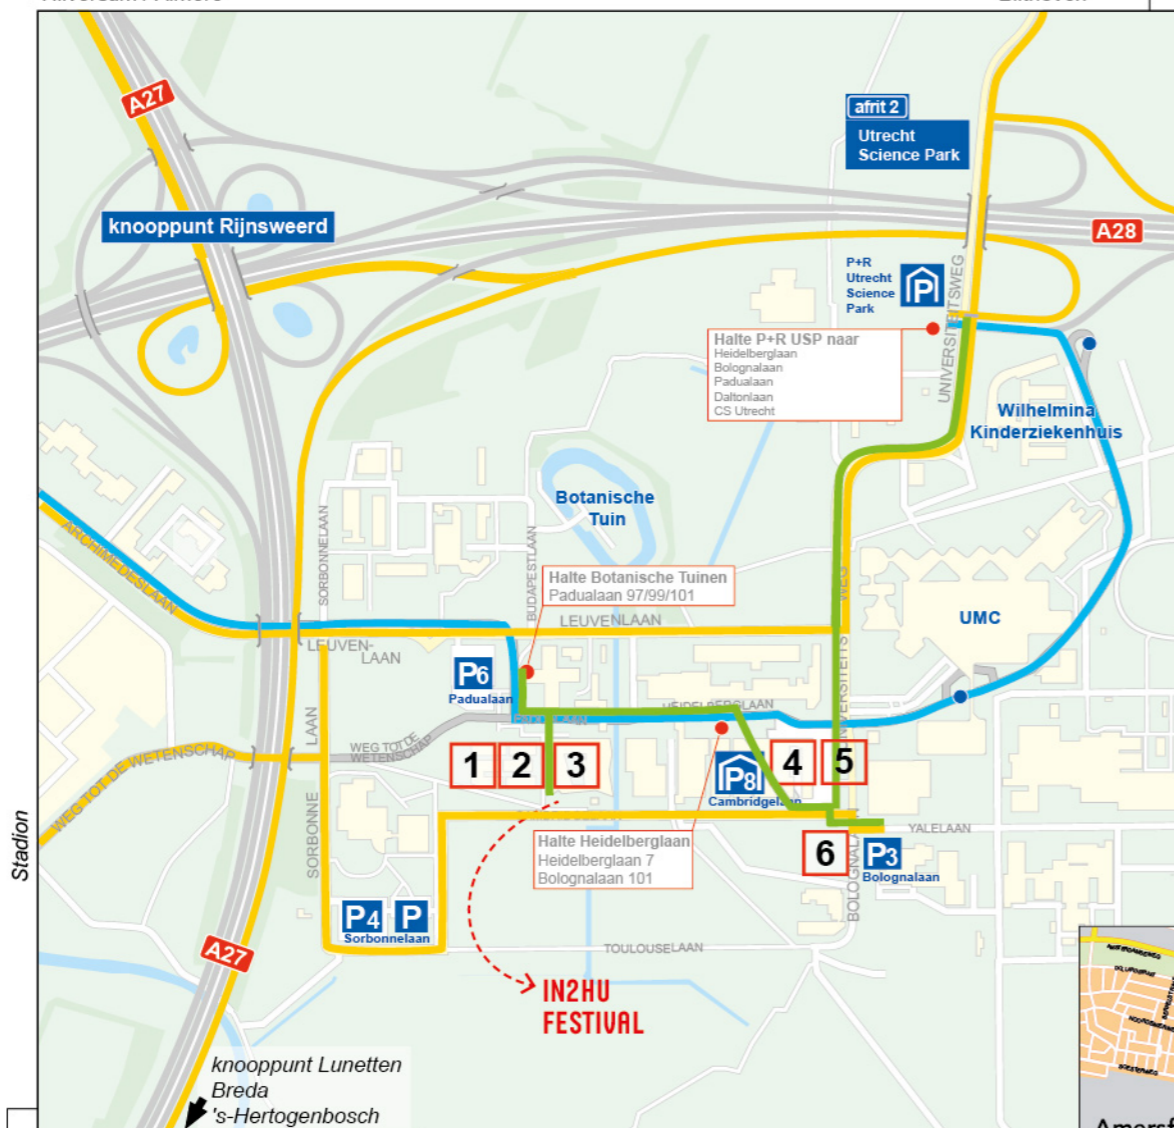 A27
afrit 2
Utrecht
Science Park
knooppunt Rijnsweerd
A28
P+R
Utrecht
Science
Park
P
UNIVERSITEITSWEG
Halte P+R USP naar
Heidelberglaan
Bolognalaan
Padualaan
Daltonlaan
CS Utrecht
Wilhelmina
Kinderziekenhuis
Botanische
Tuin
ARCHIMEDESLAAN
SORBONNELAAN
BUDAPESTLAAN
Halte Botanische Tuinen
Padualaan 97/99/101
LEUVENLAAN
UNIVERSITEITS WEG
UMC
LEUVEN-
LAAN
P6
Padualaan
HEIDELBERGLAAN
WEG TOT DE
WETENSCHAP
WEG TOT DE WETENSCHAP
SORBONNE LAAN
1
2
3
4
5
P8
Cambridgelaan
Stadion
Halte Heidelberglaan
Heidelberglaan 7
Bolognalaan 101
6
YALELAAN
P3
Bolognalaan
BOLOGNALAAN
P4
P
Sorbonnelaan
TOULOUSELAAN
A27
IN2HU
FESTIVAL
knooppunt Lunetten
Breda
's-Hertogenbosch